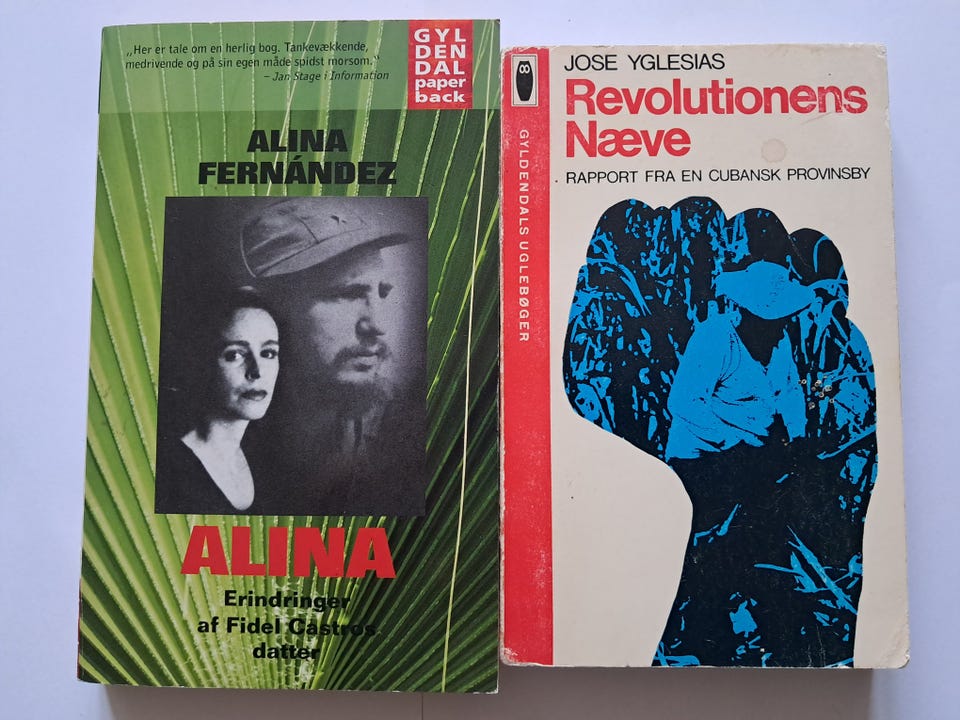 „Her er tale om en herlig bog. Tankevækkende,
medrivende og på sin egen måde spidst morsom.“
– Jan Stage i Information
GYL
DEN
DAL
paper
back
ALINA
FERNÁNDEZ
ALINA
Erindringer
af Fidel Castros
datter
JOSE YGLESIAS
Revolutionens
Næve
RAPPORT FRA EN CUBANSK PROVINSBY
GYLDENDALS UGLEBØGER